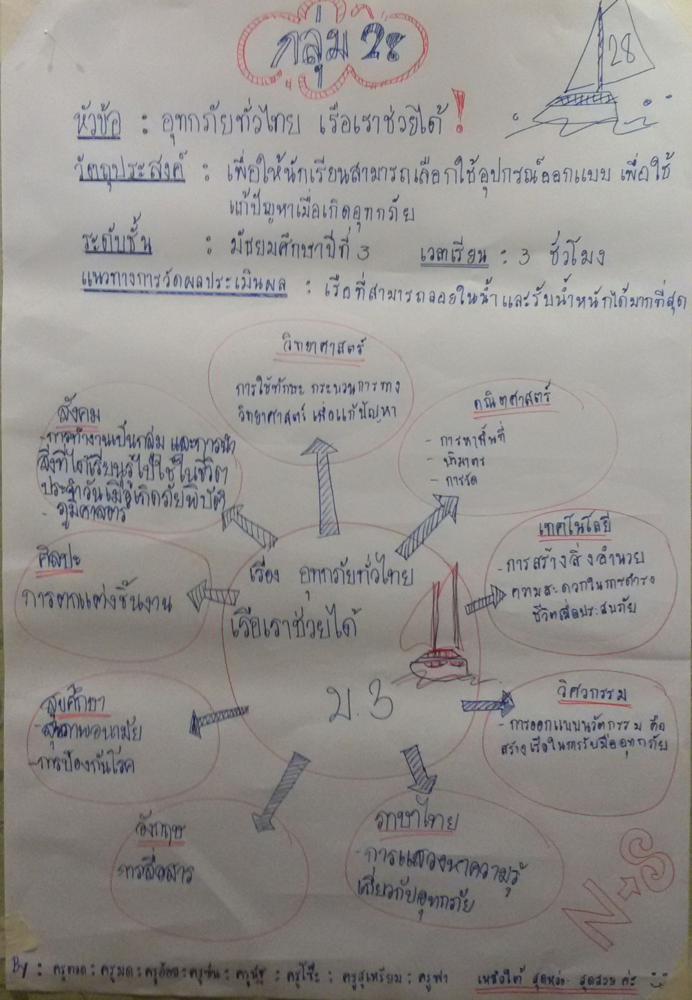 กลุ่ม 28
28
หัวข้อ : อุทกภัยทั่วไทย เรือเราช่วยได้ !
วัตถุประสงค์ : เพื่อให้นักเรียนสามารถเลือกใช้อุปกรณ์ออกแบบ เพื่อใช้
แก้ปัญหาเมื่อเกิดอุทกภัย
ระดับชั้น : มัธยมศึกษาปีที่ 3 เวลาเรียน : 3 ชั่วโมง
แนวทางการวัดผลประเมินผล : เรือที่สามารถลอยในน้ำและรับน้ำหนักได้มากที่สุด
วิทยาศาสตร์
การใช้ทักษะ กระบวนการทาง
วิทยาศาสตร์ เพื่อแก้ปัญหา
คณิตศาสตร์
- การหาพื้นที่
- ปริมาตร
- การวัด
สังคม
- การทำงานเป็นกลุ่ม และการนำ
สิ่งที่ได้เรียนรู้ไปใช้ในชีวิต
ประจำวันเมื่อเกิดภัยพิบัติ
- ภูมิศาสตร์
เทคโนโลยี
- การสร้างสิ่งอำนวย
ความสะดวกในการดำรง
ชีวิตเมื่อประสบภัย
ศิลปะ
การตกแต่งชิ้นงาน
เรื่อง อุทกภัยทั่วไทย
เรือเราช่วยได้
ม.3
วิศวกรรม
- การออกแบบนวัตกรรม คือ
สร้างเรือในการรับมืออุทกภัย
สุขศึกษา
- สุขภาพอนามัย
- การป้องกันโรค
อังกฤษ
การสื่อสาร
ภาษาไทย
- การแสวงหาความรู้
เกี่ยวกับอุทกภัย
N S
By : ครูมด : ครูโซ๊ะ : ครูสูเหรียม : ครูฟา เหนือใต้ สุดหล่อ - สุดสวย ค่ะ